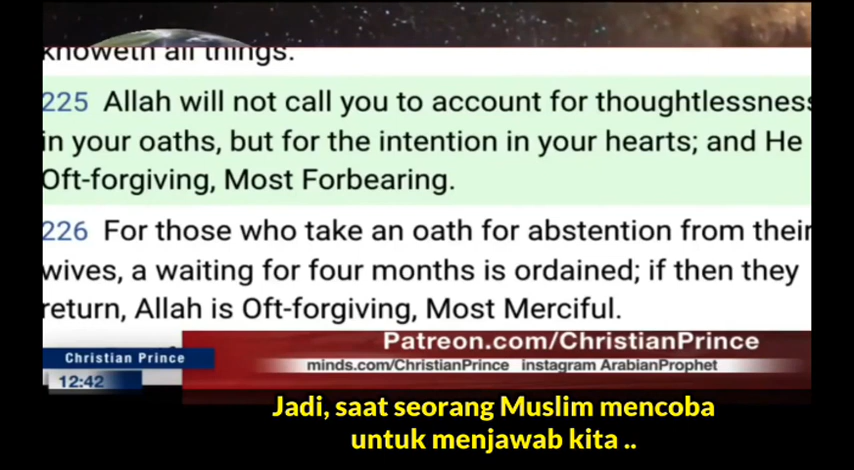 knoweth all things.
225 Allah will not call you to account for thoughtlessness
in your oaths, but for the intention in your hearts; and He
Oft-forgiving, Most Forbearing.
226 For those who take an oath for abstention from their
wives, a waiting for four months is ordained; if then they
return, Allah is Oft-forgiving, Most Merciful.
Patreon.com/ChristianPrince
Christian Prince
minds.com/ChristianPrince instagram ArabianProphet
12:42
Jadi, saat seorang Muslim mencoba
untuk menjawab kita ..